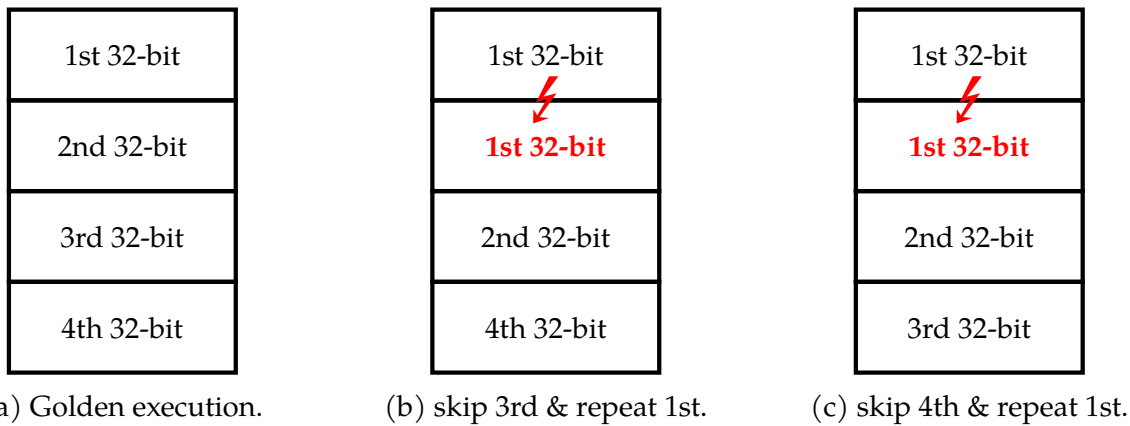 1st 32-bit
2nd 32-bit
3rd 32-bit
4th 32-bit
a) Golden execution.
1st 32-bit
1st 32-bit
2nd 32-bit
4th 32-bit
(b) skip 3rd & repeat 1st.
1st 32-bit
1st 32-bit
2nd 32-bit
3rd 32-bit
(c) skip 4th & repeat 1st.